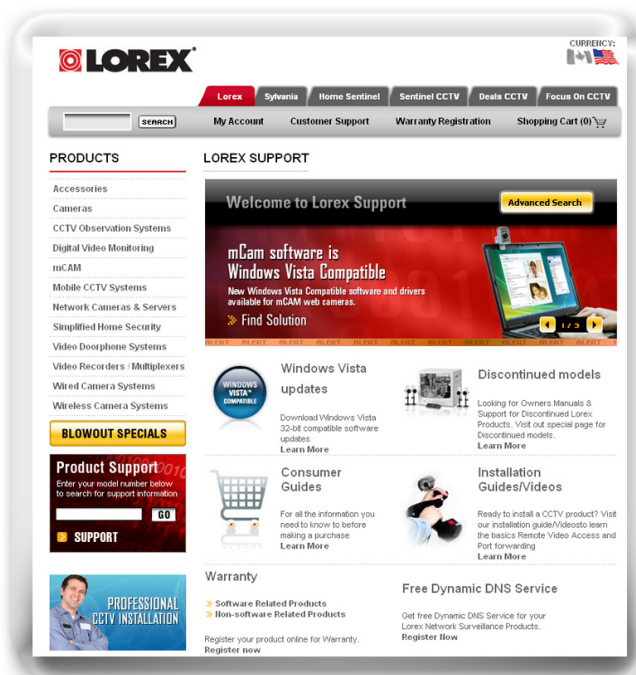 CURRENCY:
LOREX
Lorex
Sylvania
Home Sentinel
Sentinel CCTV
Deals CCTV
Focus On CCTV
SEARCH
My Account
Customer Support
Warranty Registration
Shopping Cart (0)
PRODUCTS
Accessories
Cameras
CCTV Observation Systems
Digital Video Monitoring
mCAM
Mobile CCTV Systems
Network Cameras & Servers
Simplified Home Security
Video Doorphone Systems
Video Recorders / Multiplexers
Wired Camera Systems
Wireless Camera Systems
BLOWOUT SPECIALS
Product Support
Enter your model number below
to search for support information
GO
SUPPORT
PROFESSIONAL
CCTV INSTALLATION
LOREX SUPPORT
Welcome to Lorex Support
Advanced Search
mCam software is
Windows Vista Compatible
New Windows Vista Compatible software and drivers
available for mCAM web cameras.
Find Solution
1 / 3
ALERT ALERT ALERT ALERT ALERT ALERT ALERT ALERT ALERT
WINDOWS
VISTA™
COMPATIBLE
Windows Vista
updates
Download Windows Vista
32-bit compatible software
updates
Learn More
Discontinued models
Looking for Owners Manuals &
Support for Discontinued Lorex
Products. Visit out special page for
Discontinued models.
Learn More
Consumer
Guides
For all the information you
need to know to before
making a purchase
Learn More
Installation
Guides/Videos
Ready to install a CCTV product? Visit
our installation guide/Videosto learn
the basics Remote Video Access and
Port forwarding
Learn More
Warranty
» Software Related Products
» Non-software Related Products
Register your product online for Warranty.
Register now
Free Dynamic DNS Service
Get free Dynamic DNS Service for your
Lorex Network Surveillance Products.
Register Now